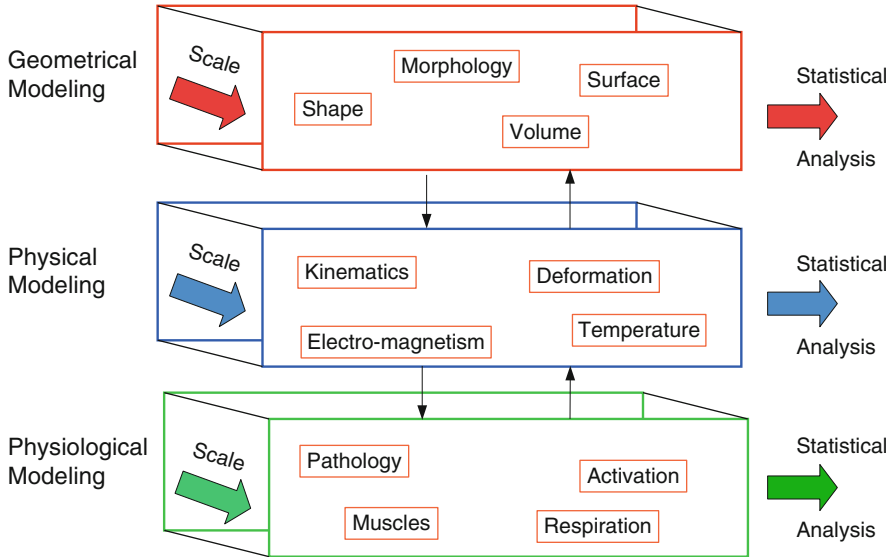 Geometrical
Modeling
Scale
Morphology
Surface
Shape
Volume
Statistical
Analysis
Physical
Modeling
Scale
Kinematics
Deformation
Electro-magnetism
Temperature
Statistical
Analysis
Physiological
Modeling
Scale
Pathology
Activation
Muscles
Respiration
Statistical
Analysis